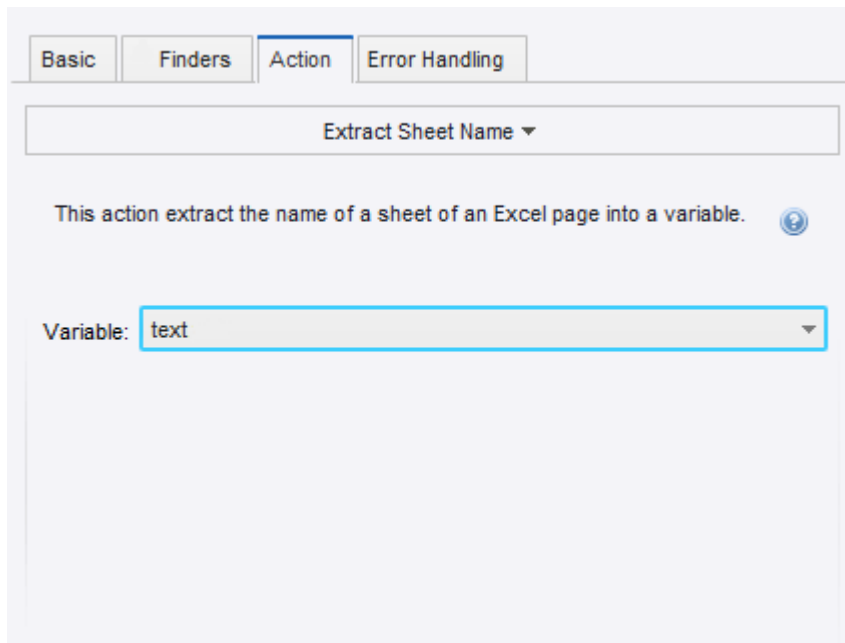 Basic Finders Action Error Handling
Extract Sheet Name
This action extract the name of a sheet of an Excel page into a variable.
Variable: text